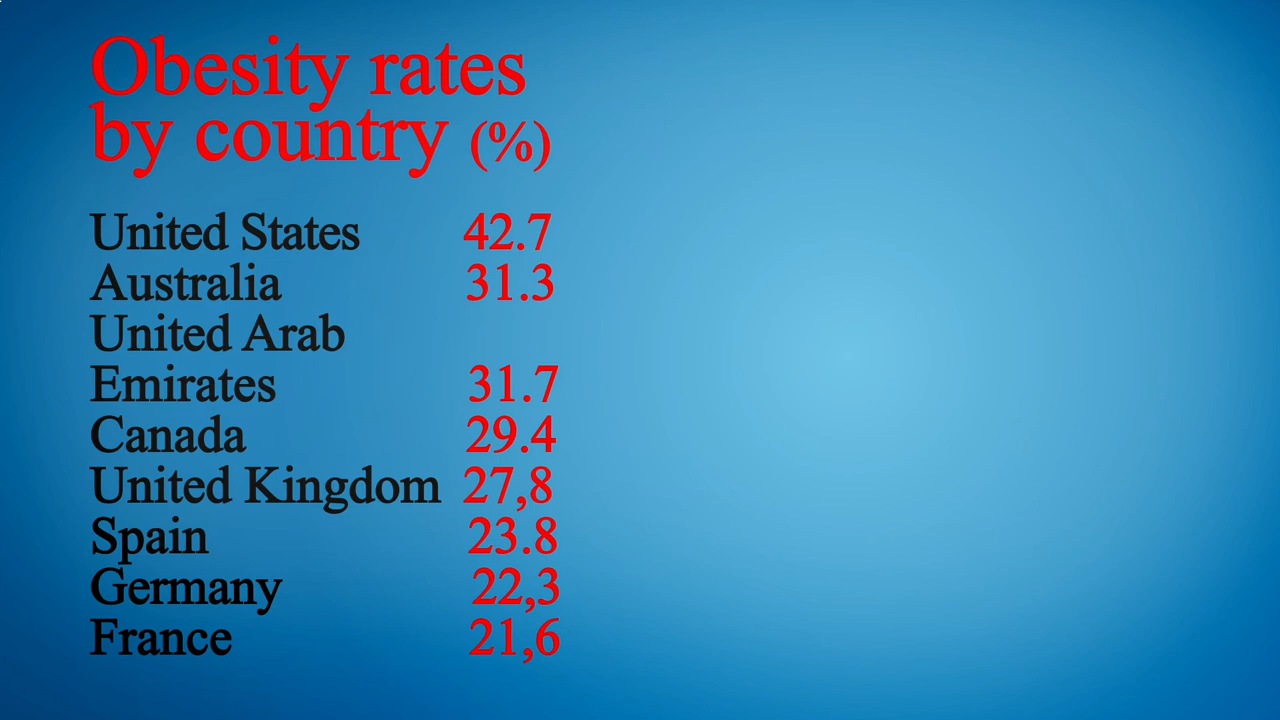 Obesity rates
by country (%)
United States 42.7
Australia 31.3
United Arab
Emirates 31.7
Canada 29.4
United Kingdom 27,8
Spain 23.8
Germany 22,3
France 21,6